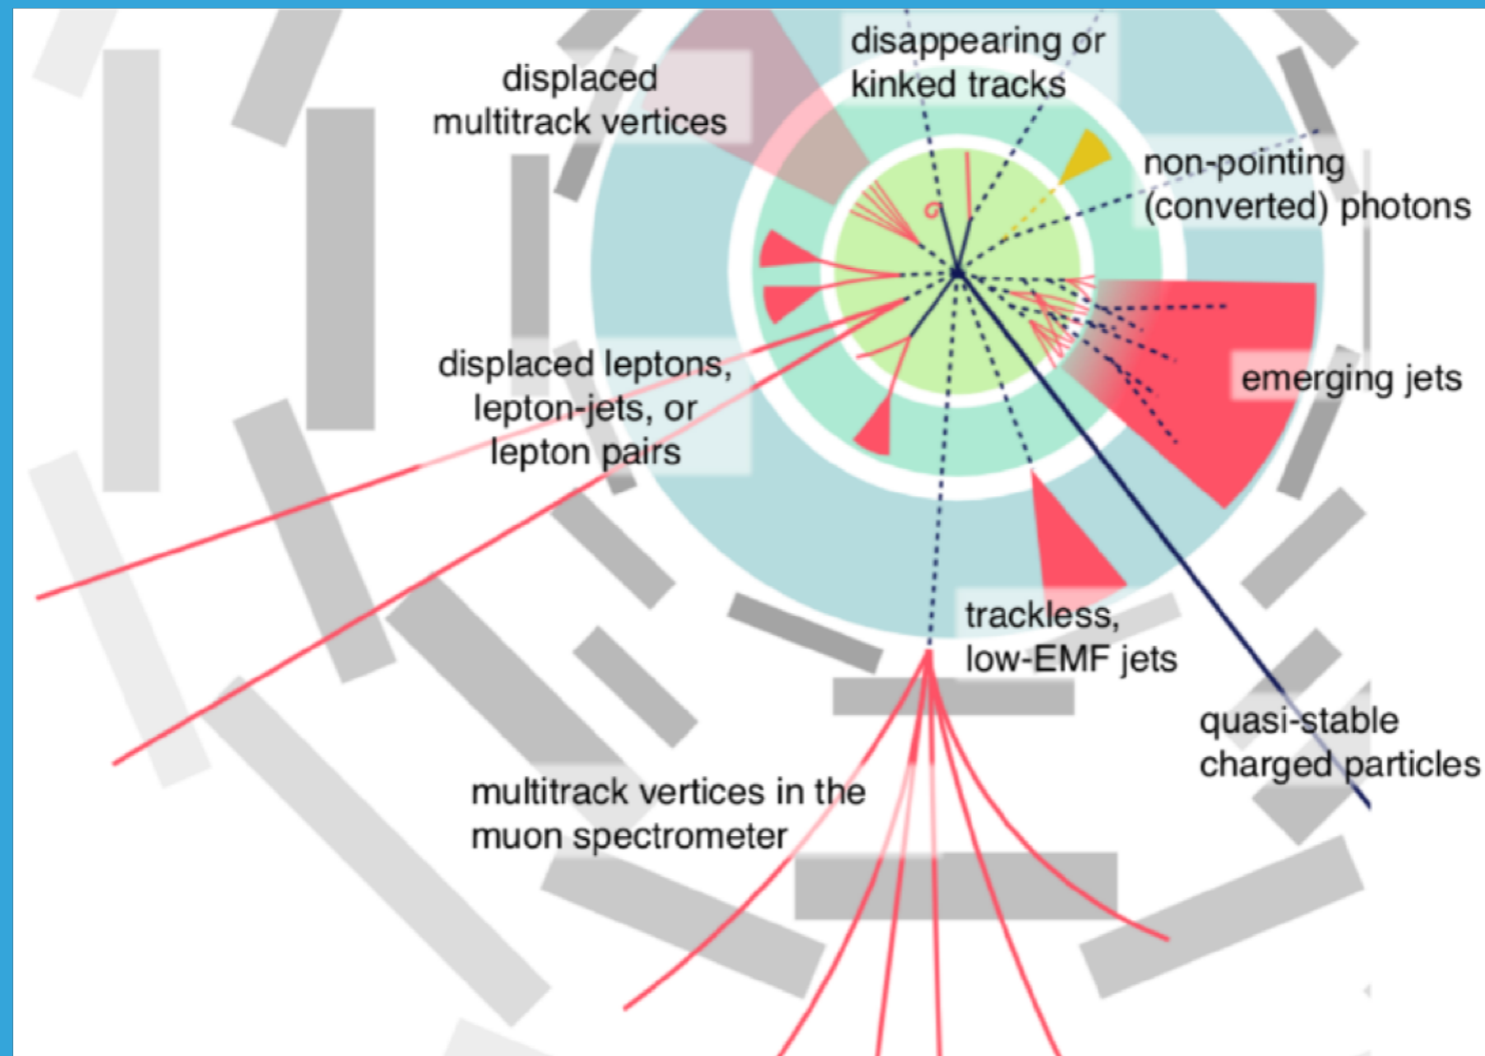 disappearing or
kinked tracks
displaced
multitrack vertices
non-pointing
(converted) photons
displaced leptons,
lepton-jets, or
lepton pairs
emerging jets
trackless,
low-EMF jets
quasi-stable
charged particles
multitrack vertices in the
muon spectrometer